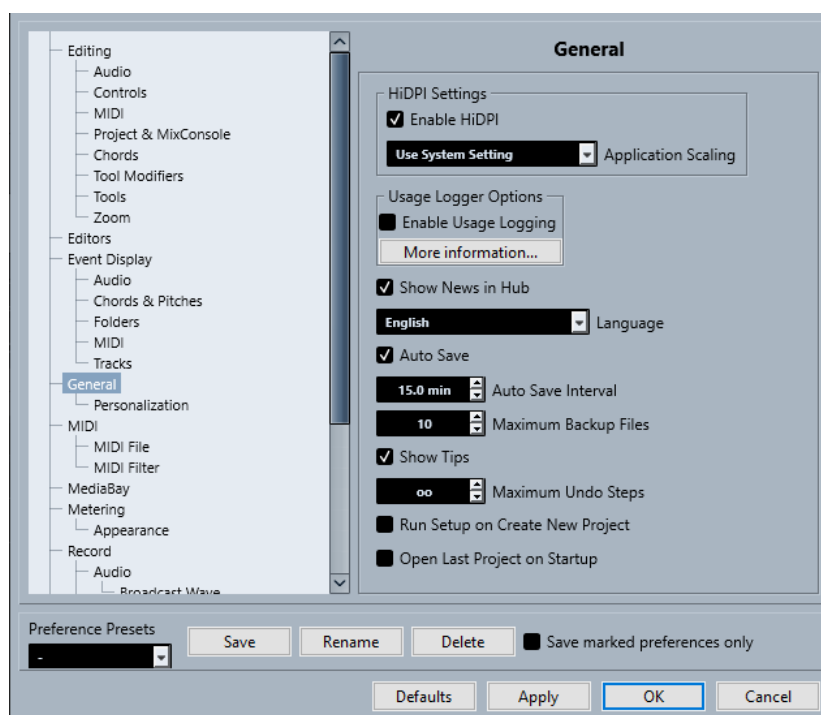 Editing
Audio
Controls
MIDI
Project & MixConsole
Chords
Tool Modifiers
Tools
Zoom
Editors
Event Display
Audio
Chords & Pitches
Folders
MIDI
Tracks
General
Personalization
MIDI
MIDI File
MIDI Filter
MediaBay
Metering
Appearance
Record
Audio
Broadcast Wave
General
HiDPI Settings
Enable HiDPI
Use System Setting Application Scaling
Usage Logger Options
Enable Usage Logging
More information...
Show News in Hub
English Language
Auto Save
15.0 min Auto Save Interval
10 Maximum Backup Files
Show Tips
oo Maximum Undo Steps
Run Setup on Create New Project
Open Last Project on Startup
Preference Presets
-
Save Rename Delete Save marked preferences only
Defaults Apply OK Cancel